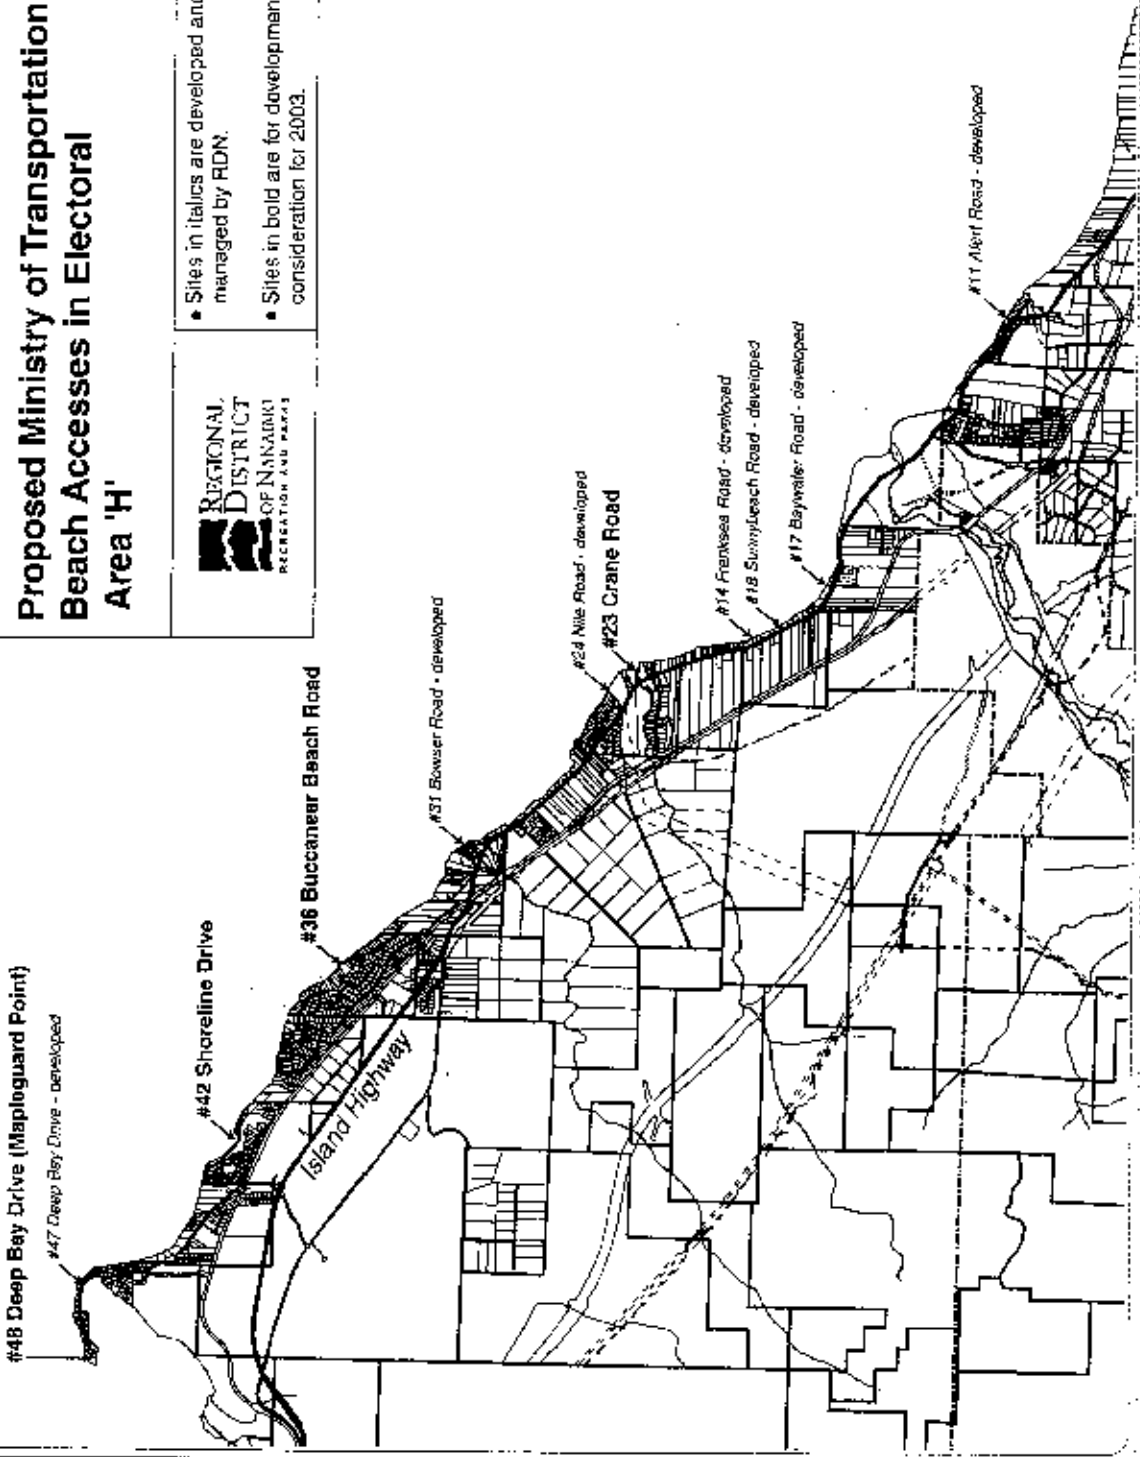 Proposed Ministry of Transportation
Beach Accesses in Electoral
Area 'H'
REGIONAL
DISTRICT
OF NANAIMO
RECREATION AND PARKS
• Sites in italics are developed and
managed by RDN.
• Sites in bold are for developmen
consideration for 2003.
#48 Deep Bay Drive (Mapleguard Point)
#47 Deep Bay Drive - developed
#42 Shoreline Drive
#36 Buccaneer Beach Road
Island Highway
#31 Bowser Road - developed
#24 Nile Road - developed
#23 Crane Road
#14 Franksea Road - developed
#18 Sunnybeach Road - developed
#17 Baywater Road - developed
#11 Alert Road - developed